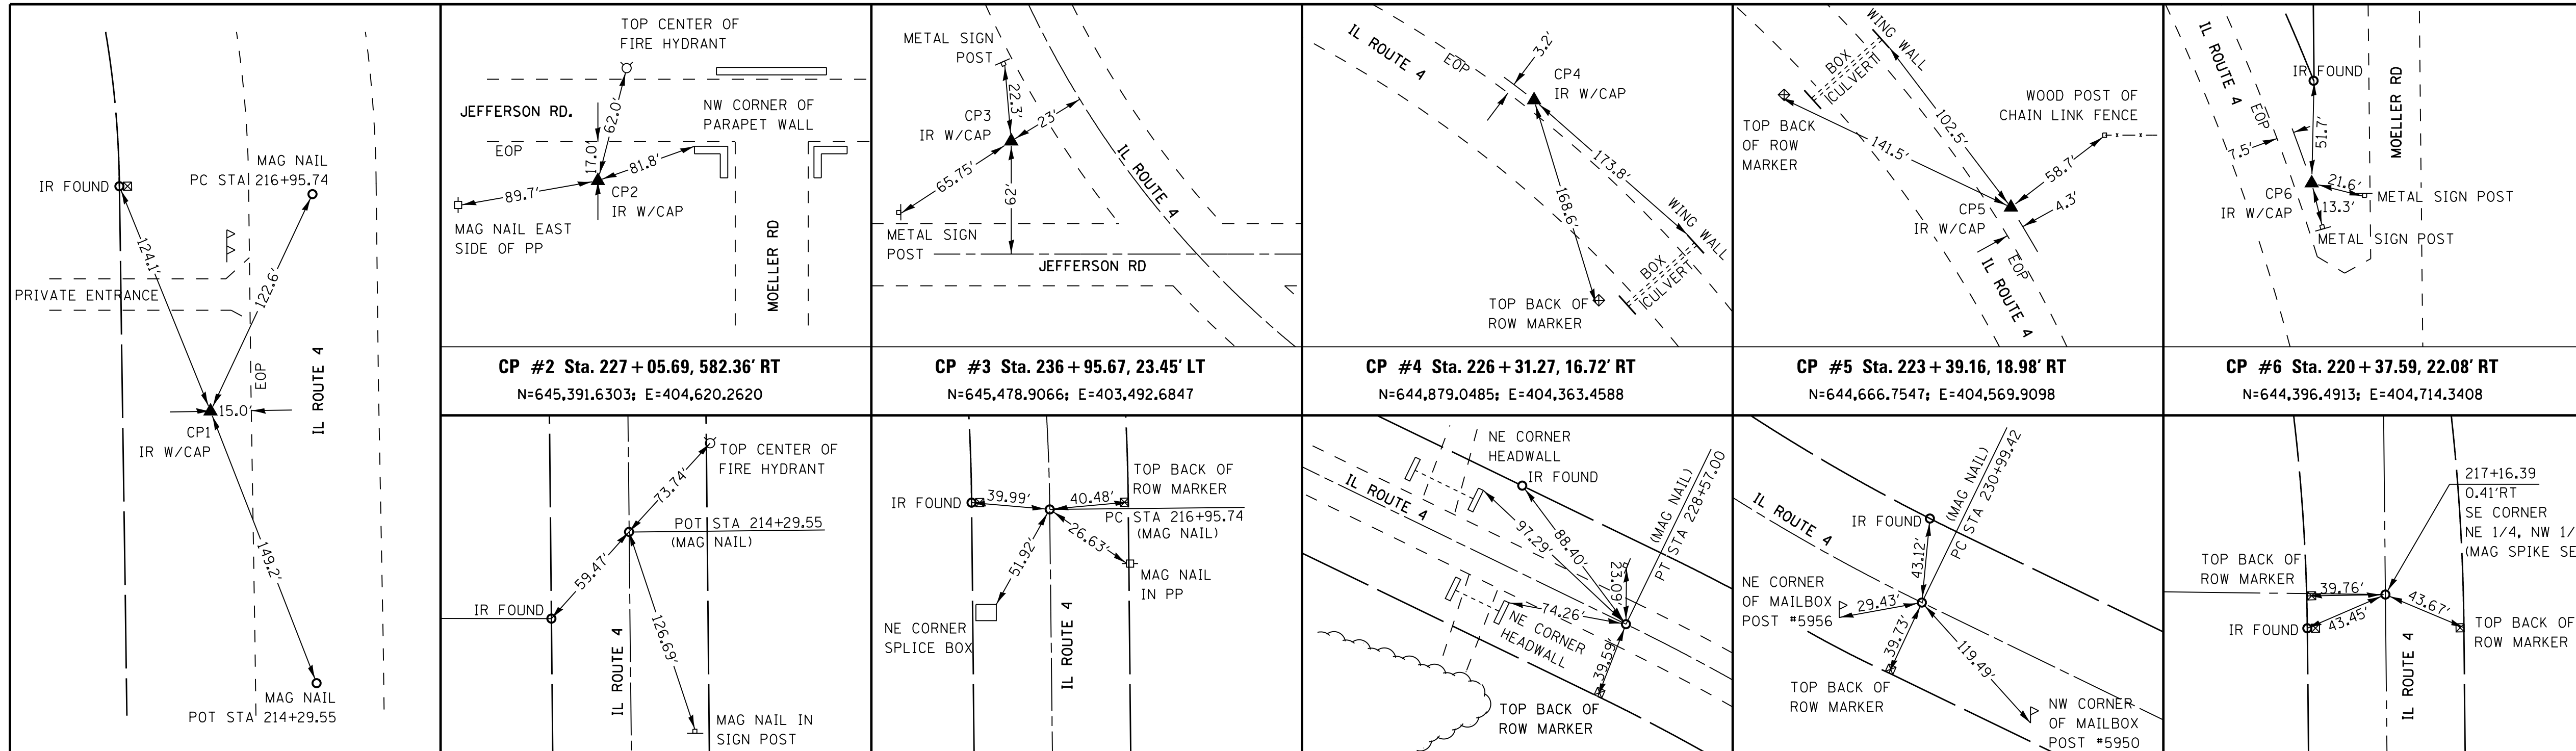 IR FOUND
MAG NAIL
PC STA 216+95.74
124.1'
122.6'
PRIVATE ENTRANCE
EOP
IL ROUTE 4
15.0'
CP1
IR W/CAP
149.2'
MAG NAIL
POT STA 214+29.55
TOP CENTER OF
FIRE HYDRANT
JEFFERSON RD.
62.0'
NW CORNER OF
PARAPET WALL
EOP
17.0'
81.8'
89.7'
CP2
IR W/CAP
MAG NAIL EAST
SIDE OF PP
MOELLER RD
CP #2 Sta. 227+05.69, 582.36' RT
N=645,391.6303; E=404,620.2620
METAL SIGN
POST
22.3'
CP3
IR W/CAP
23'
65.75'
62'
IL ROUTE 4
METAL SIGN
POST
JEFFERSON RD
CP #3 Sta. 236+95.67, 23.45' LT
N=645,478.9066; E=403,492.6847
IL ROUTE 4
EOP
3.2'
CP4
IR W/CAP
173.8'
168.6'
WING WALL
BOX
CULVERT
TOP BACK OF
ROW MARKER
CP #4 Sta. 226+31.27, 16.72' RT
N=644,879.0485; E=404,363.4588
WING WALL
BOX
CULVERT
102.5'
WOOD POST OF
CHAIN LINK FENCE
TOP BACK
OF ROW
MARKER
141.5'
58.7'
CP5
IR W/CAP
4.3'
EOP
IL ROUTE 4
CP #5 Sta. 223+39.16, 18.98' RT
N=644,666.7547; E=404,569.9098
IL ROUTE 4
IR FOUND
EOP
51.7'
MOELLER RD
7.5'
CP6
IR W/CAP
21.6'
METAL SIGN POST
13.3'
METAL SIGN POST
CP #6 Sta. 220+37.59, 22.08' RT
N=644,396.4913; E=404,714.3408
TOP CENTER OF
FIRE HYDRANT
73.74'
POT STA 214+29.55
(MAG NAIL)
59.47'
IR FOUND
126.69'
IL ROUTE 4
MAG NAIL IN
SIGN POST
TOP BACK OF
ROW MARKER
IR FOUND
39.99'
40.48'
PC STA 216+95.74
(MAG NAIL)
51.92'
26.63'
MAG NAIL
IN PP
NE CORNER
SPLICE BOX
IL ROUTE 4
NE CORNER
HEADWALL
IR FOUND
IL ROUTE 4
(MAG NAIL)
PT STA 228+57.00
97.29'
88.40'
23.09'
74.26'
NE CORNER
HEADWALL
39.59'
TOP BACK OF
ROW MARKER
IL ROUTE 4
(MAG NAIL)
PC STA 230+99.42
IR FOUND
43.12'
NE CORNER
OF MAILBOX
POST #5956
29.43'
39.73'
119.49'
TOP BACK OF
ROW MARKER
NW CORNER
OF MAILBOX
POST #5950
217+16.39
0.41'RT
SE CORNER
NE 1/4, NW 1/
(MAG SPIKE SE
TOP BACK OF
ROW MARKER
39.76'
IR FOUND
43.45'
43.67'
TOP BACK OF
ROW MARKER
IL ROUTE 4